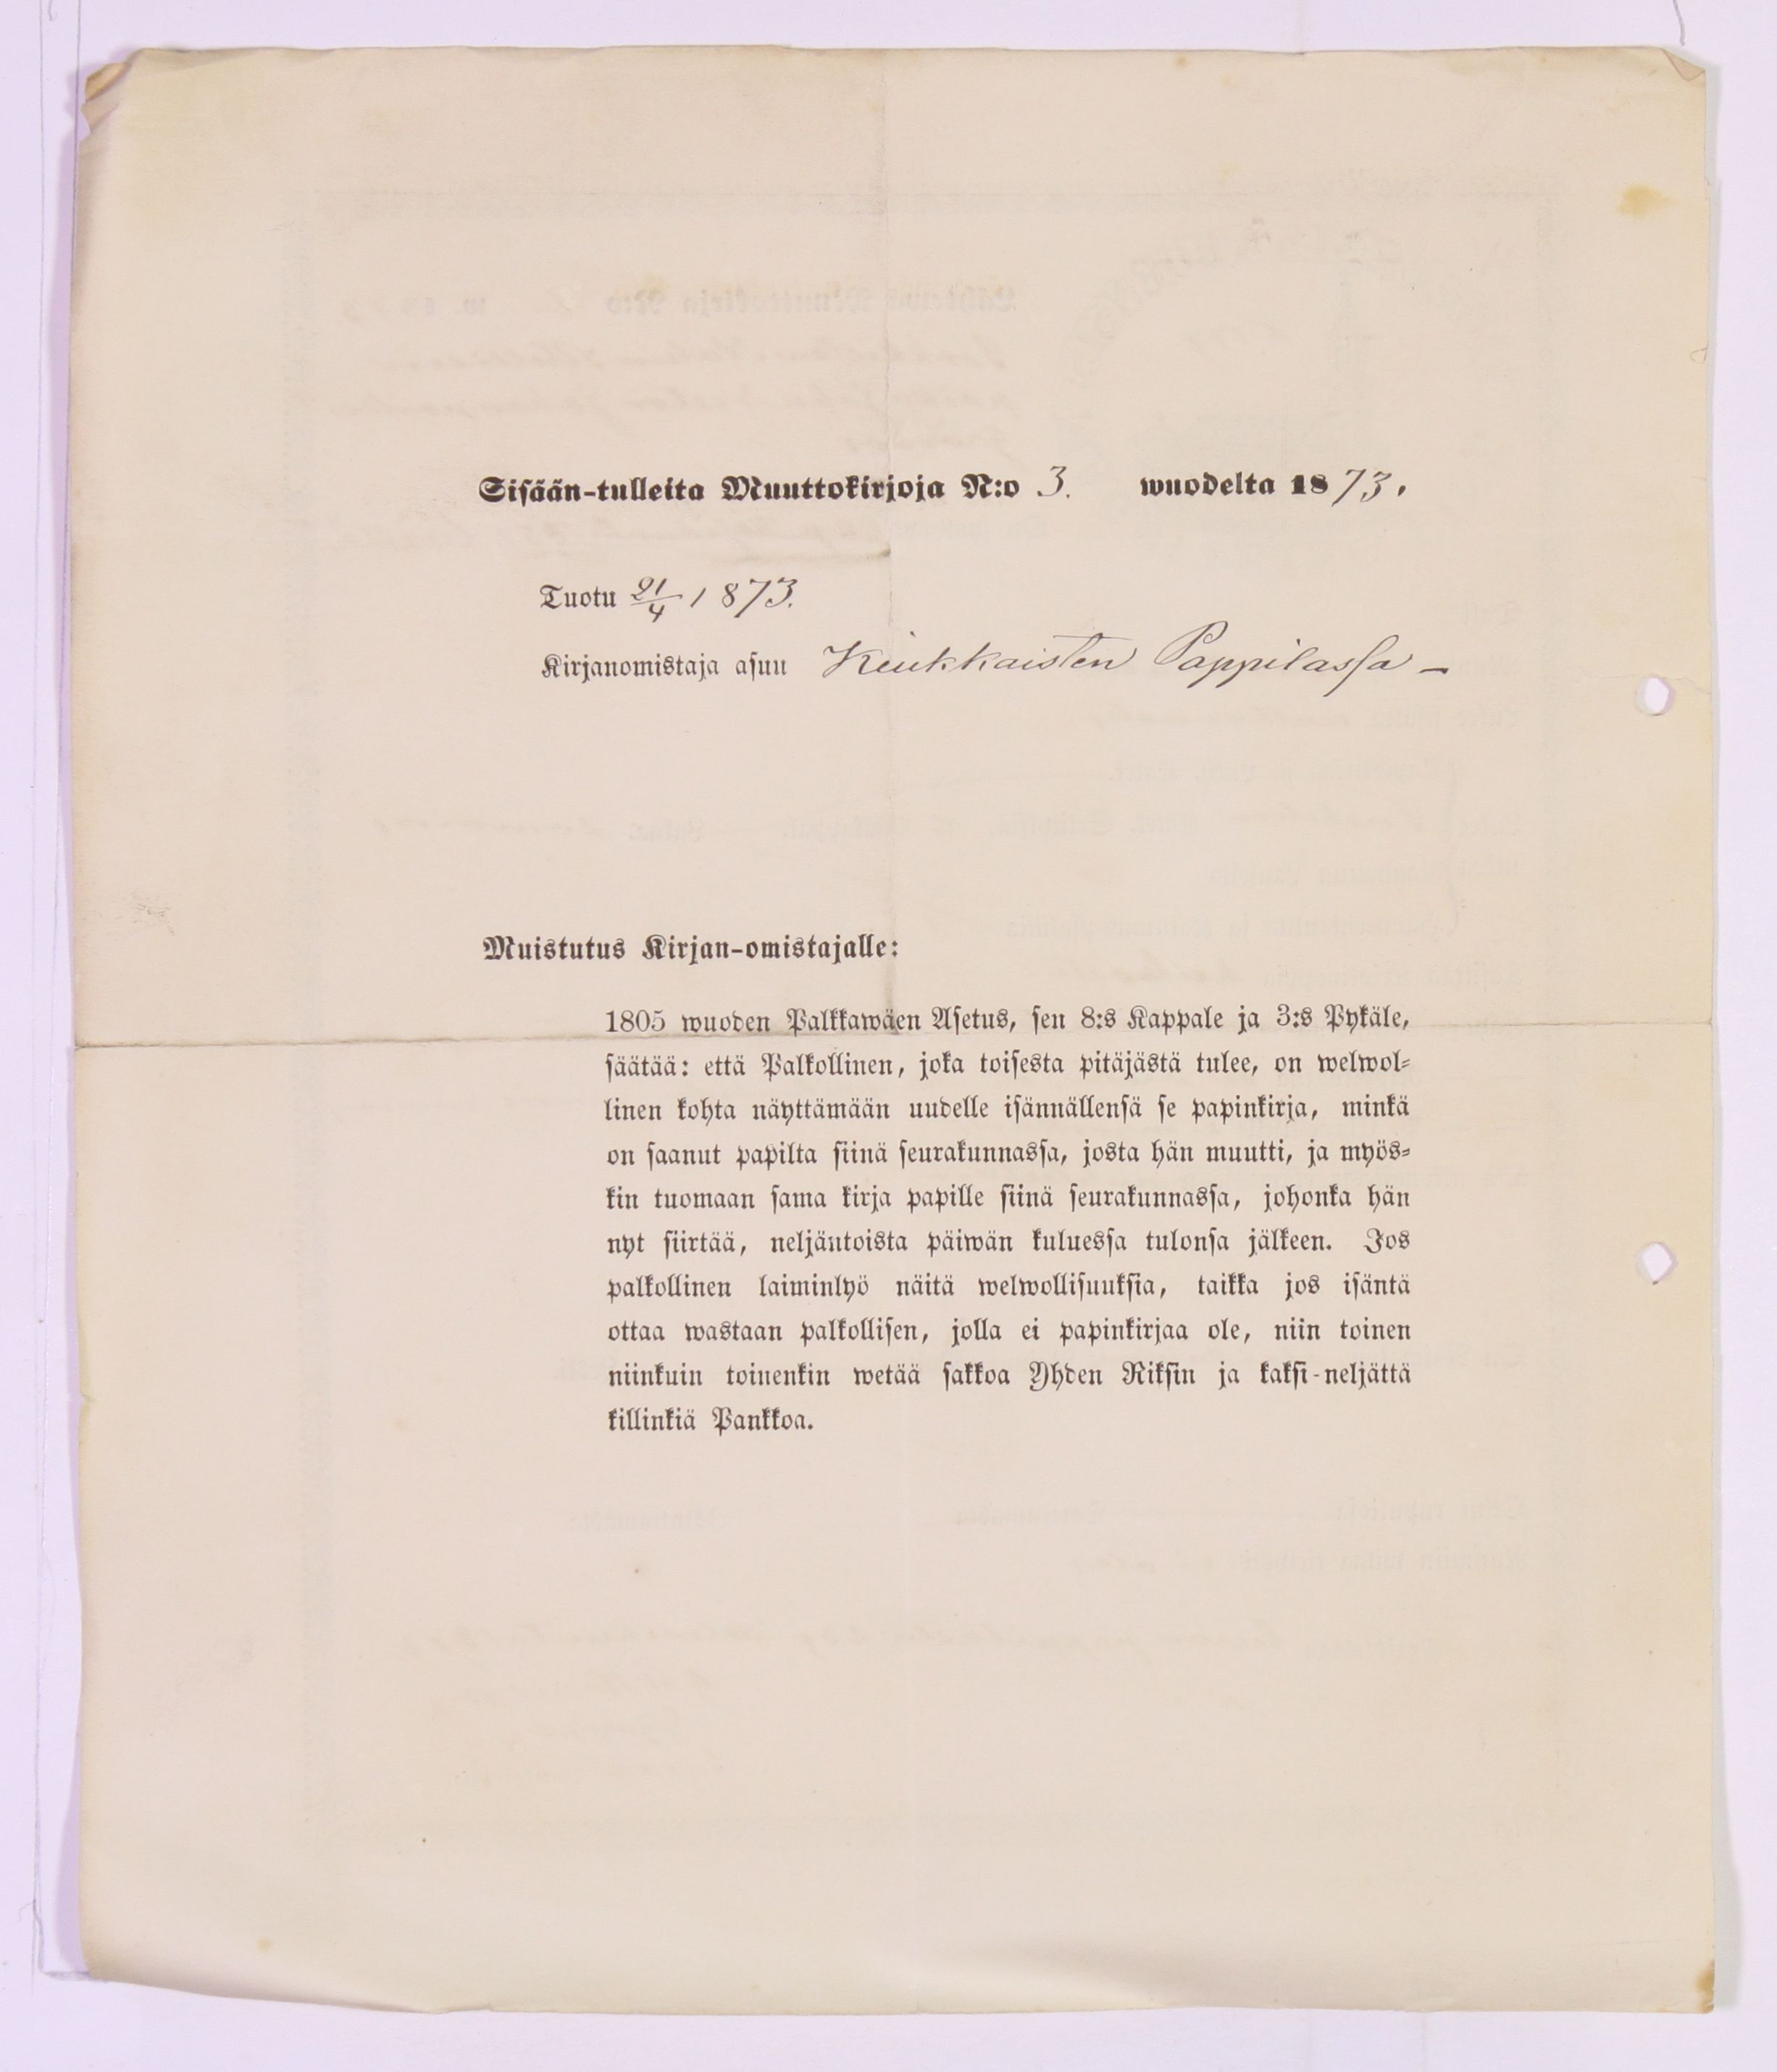 Sisään-tulleita Muuttokirjoja N:o 3. wuodelta 1873.
Tuotu 21/4 1873.
Kirjanomistaja asuu Keukkaisten Pappilassa –
Muistutus Kirjan-omistajalle:
1805 wuoden Palkkawäen Asetus, sen 8:s Kappale ja 3:s Pykäle,
säätää: että Palkollinen, joka toisesta pitäjästä tulee, on welwol-
linen kohta näyttämään uudelle isännällensä se papinkirja, minkä
on saanut papilta siinä seurakunnassa, josta hän muutti, ja myös-
kin tuomaan sama kirja papille siinä seurakunnassa, johonka hän
nyt siirtää, neljäntoista päiwän kuluessa tulonsa jälkeen. Jos
palkollinen laiminlyö näitä welwollisuuksia, taikka jos isäntä
ottaa wastaan palkollisen, jolla ei papinkirjaa ole, niin toinen
niinkuin toinenkin wetää sakkoa Yhden Riksin ja kaksi-neljättä
killinkiä Pankkoa.